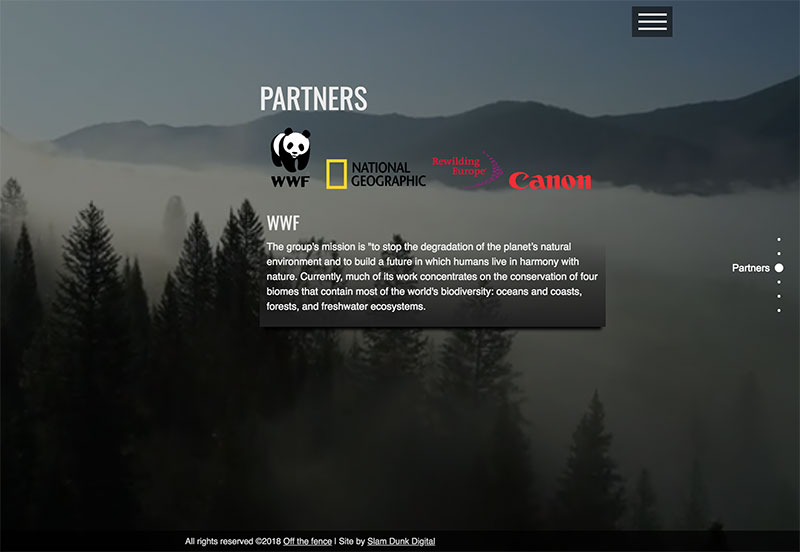 PARTNERS
WWF
NATIONAL
GEOGRAPHIC
Rewilding
Europe
Canon
WWF
The group's mission is "to stop the degradation of the planet's natural
environment and to build a future in which humans live in harmony with
nature. Currently, much of its work concentrates on the conservation of four
biomes that contain most of the world's biodiversity: oceans and coasts,
forests, and freshwater ecosystems.
Partners
All rights reserved ©2018 Off the fence | Site by Slam Dunk Digital